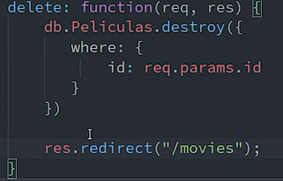 delete: function(req, res) {
db.Peliculas.destroy({
where: {
id: req.params.id
}
})
res.redirect("/movies");
}